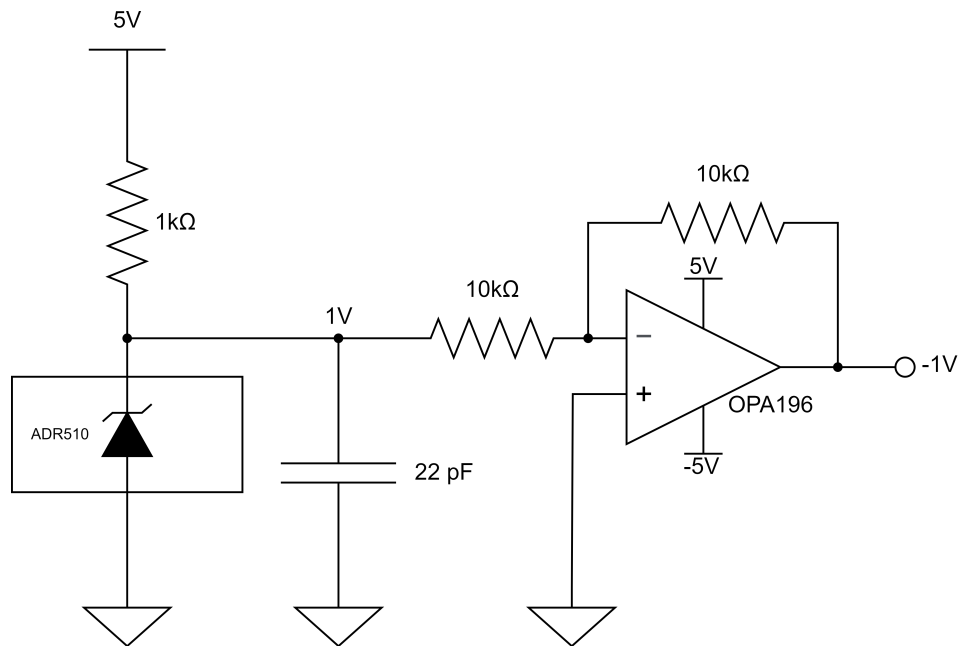 5V
1kΩ
10kΩ
5V
10kΩ
1V
−
-1V
+
OPA196
ADR510
-5V
22 pF